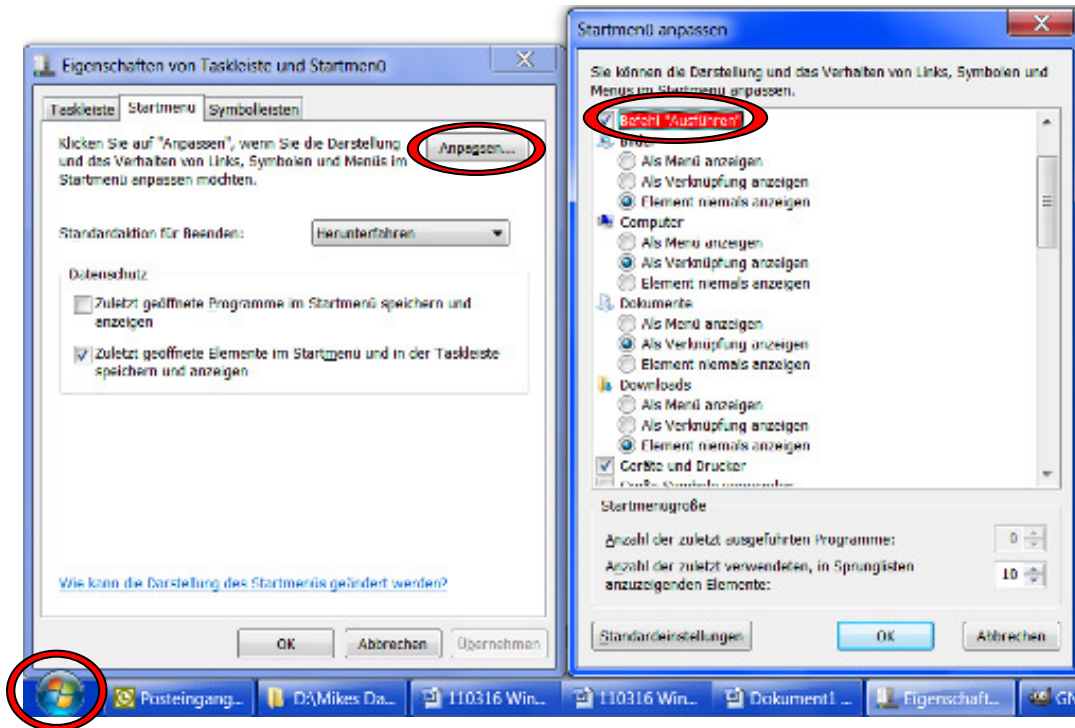 Eigenschaften von Taskleiste und Startmenü
Taskleiste Startmenü Symbolleisten
Klicken Sie auf "Anpassen", wenn Sie die Darstellung
und das Verhalten von Links, Symbolen und Menüs im
Startmenü anpassen möchten.
Anpassen...
Standardaktion für Beenden:
Herunterfahren
Datenschutz
Zuletzt geöffnete Programme im Startmenü speichern und
anzeigen
Zuletzt geöffnete Elemente im Startmenü und in der Taskleiste
speichern und anzeigen
Wie kann die Darstellung des Startmenüs geändert werden?
OK Abbrechen Übernehmen
Startmenü anpassen
Sie können die Darstellung und das Verhalten von Links, Symbolen und
Menüs im Startmenü anpassen.
Befehl "Ausführen"
Bilder
Als Menü anzeigen
Als Verknüpfung anzeigen
Element niemals anzeigen
Computer
Als Menü anzeigen
Als Verknüpfung anzeigen
Element niemals anzeigen
Dokumente
Als Menü anzeigen
Als Verknüpfung anzeigen
Element niemals anzeigen
Downloads
Als Menü anzeigen
Als Verknüpfung anzeigen
Element niemals anzeigen
Geräte und Drucker
Startmenügröße
Anzahl der zuletzt ausgeführten Programme:
0
Anzahl der zuletzt verwendeten, in Sprunglisten
anzuzeigenden Elemente:
10
Standardeinstellungen OK Abbrechen
Posteingang... D:\Mikes Da... 110316 Win... 110316 Win... Dokument1 ... Eigenschaft... GN